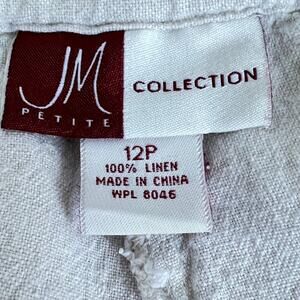 JM
PETITE
COLLECTION
12P
100% LINEN
MADE IN CHINA
WPL 8046